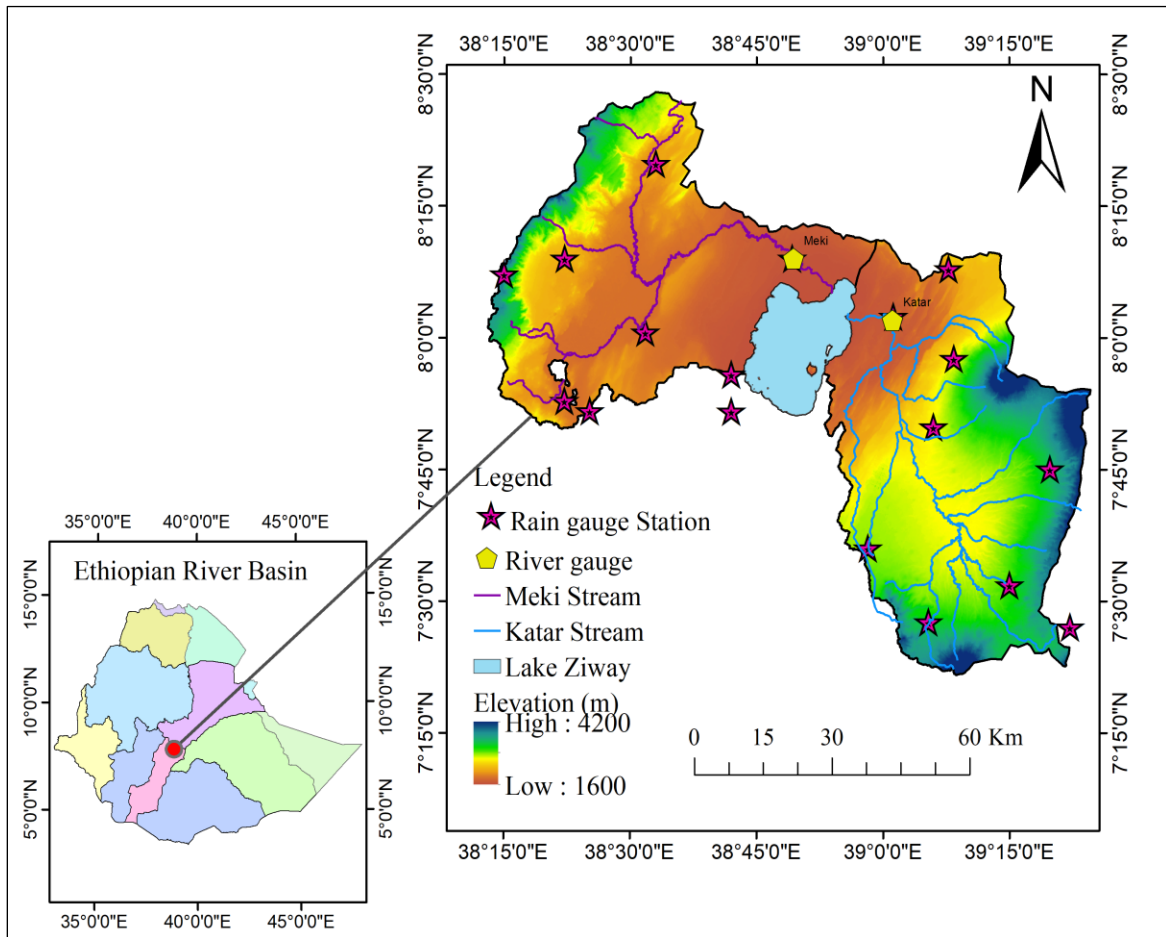 38°15'0"E 38°30'0"E 38°45'0"E 39°0'0"E 39°15'0"E
8°30'0"N
8°30'0"N
N
8°15'0"N
8°15'0"N
Meki
Katar
8°0'0"N
8°0'0"N
7°45'0"N
7°45'0"N
Legend
Rain gauge Station
River gauge
Meki Stream
Katar Stream
Lake Ziway
Elevation (m)
High : 4200
Low : 1600
7°30'0"N
7°30'0"N
7°15'0"N
7°15'0"N
0 15 30 60 Km
38°15'0"E 38°30'0"E 38°45'0"E 39°0'0"E 39°15'0"E
35°0'0"E 40°0'0"E 45°0'0"E
Ethiopian River Basin
15°0'0"N
15°0'0"N
10°0'0"N
10°0'0"N
5°0'0"N
5°0'0"N
35°0'0"E 40°0'0"E 45°0'0"E